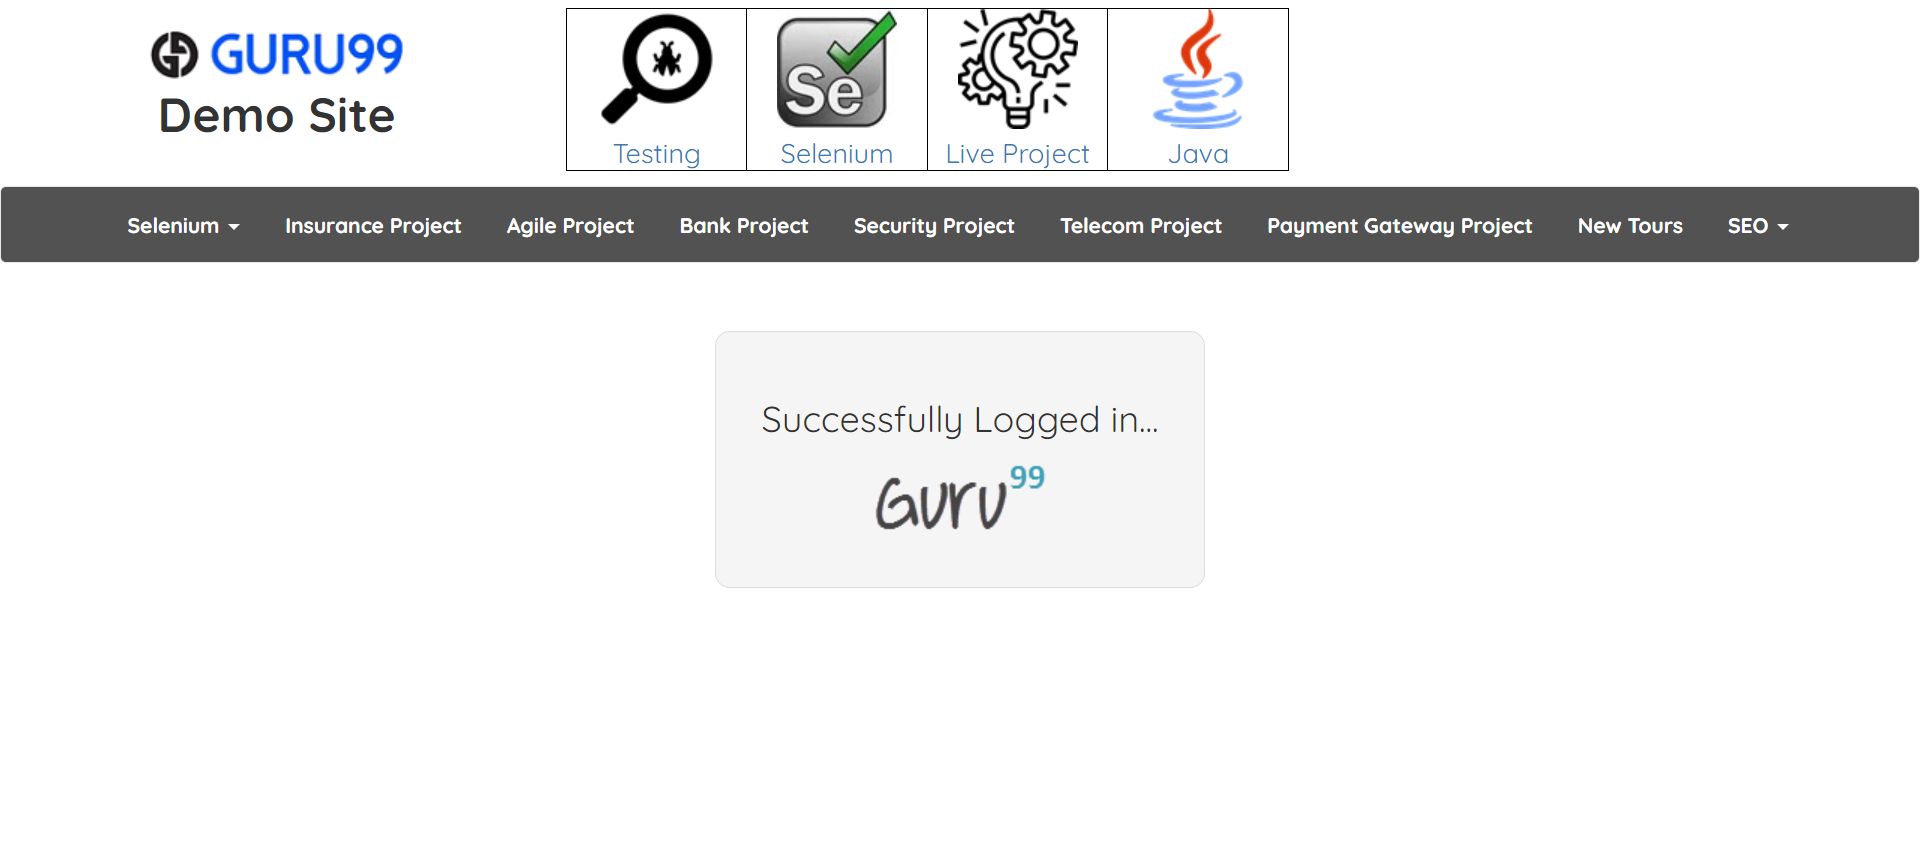 GURU99
Demo Site
Se
Testing
Selenium
Live Project
Java
Selenium
Insurance Project
Agile Project
Bank Project
Security Project
Telecom Project
Payment Gateway Project
New Tours
SEO
Successfully Logged in...
Guru99